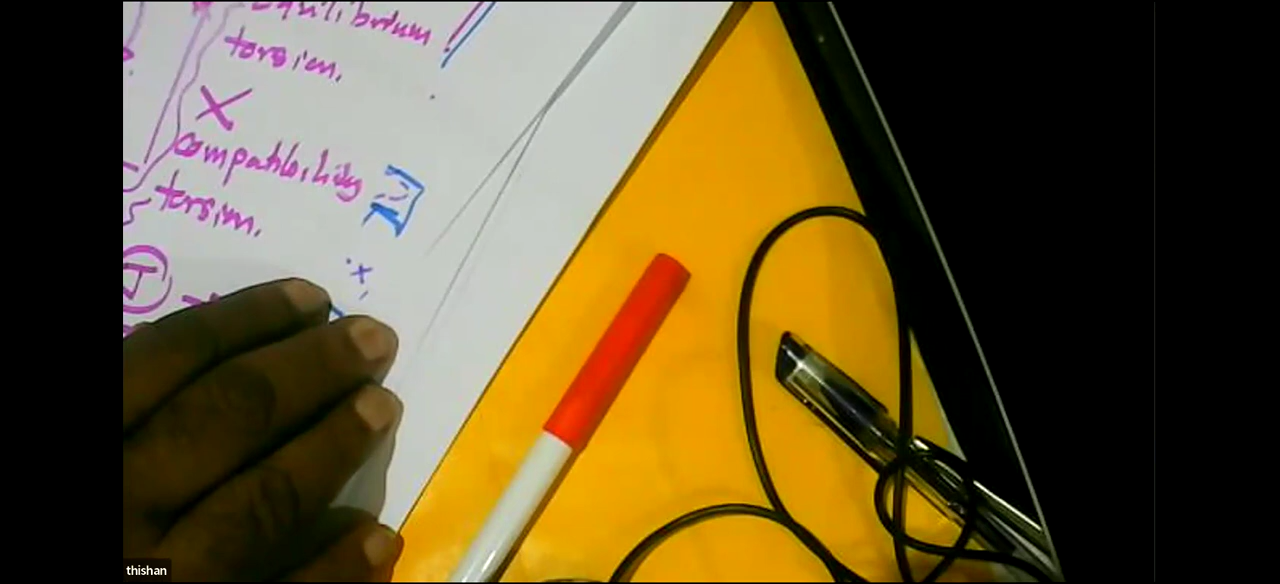 Equilibrium
torsion.
X
compatibility
torsion.
I
x
thishan